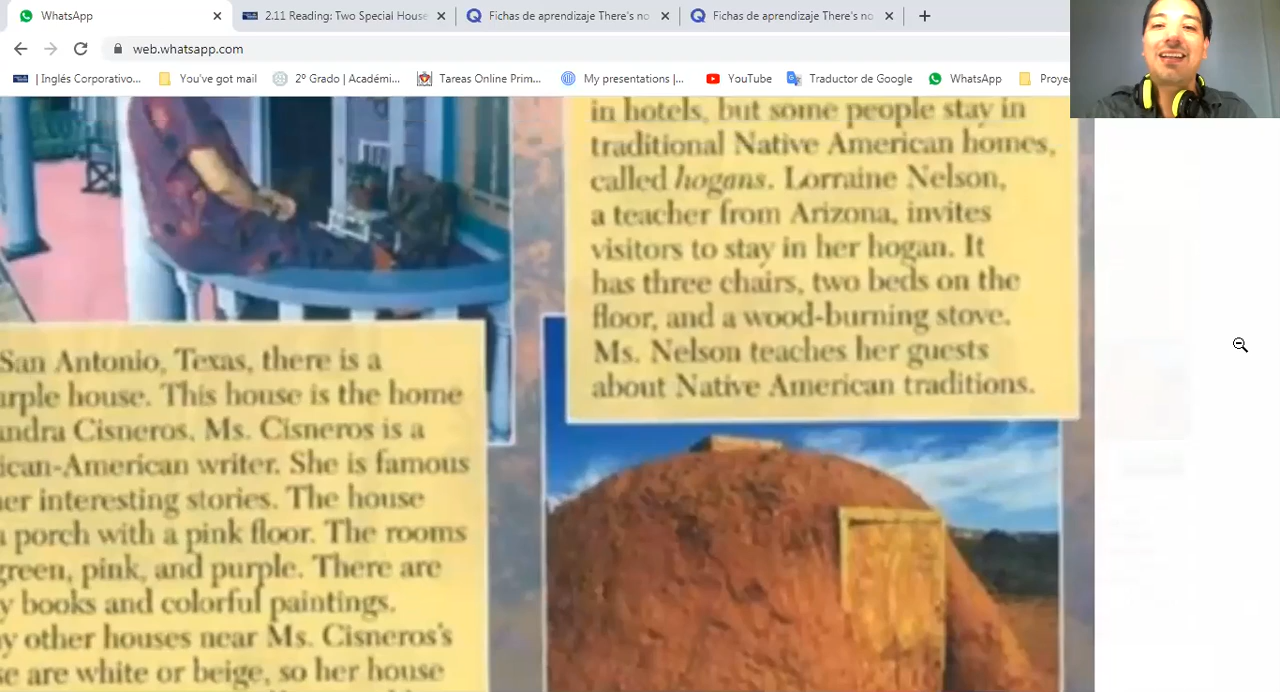 WhatsApp
2.11 Reading: Two Special House
Fichas de aprendizaje There's no
Fichas de aprendizaje There's no
web.whatsapp.com
| Inglés Corporativo...
You've got mail
2º Grado | Académi...
Tareas Online Prim...
My presentations |...
YouTube
Traductor de Google
WhatsApp
Proye
in hotels, but some people stay in
traditional Native American homes,
called hogans. Lorraine Nelson,
a teacher from Arizona, invites
visitors to stay in her hogan. It
has three chairs, two beds on the
floor, and a wood-burning stove.
Ms. Nelson teaches her guests
about Native American traditions.
San Antonio, Texas, there is a
urple house. This house is the home
andra Cisneros. Ms. Cisneros is a
ican-American writer. She is famous
er interesting stories. The house
a porch with a pink floor. The rooms
green, pink, and purple. There are
y books and colorful paintings.
y other houses near Ms. Cisneros's
se are white or beige, so her house